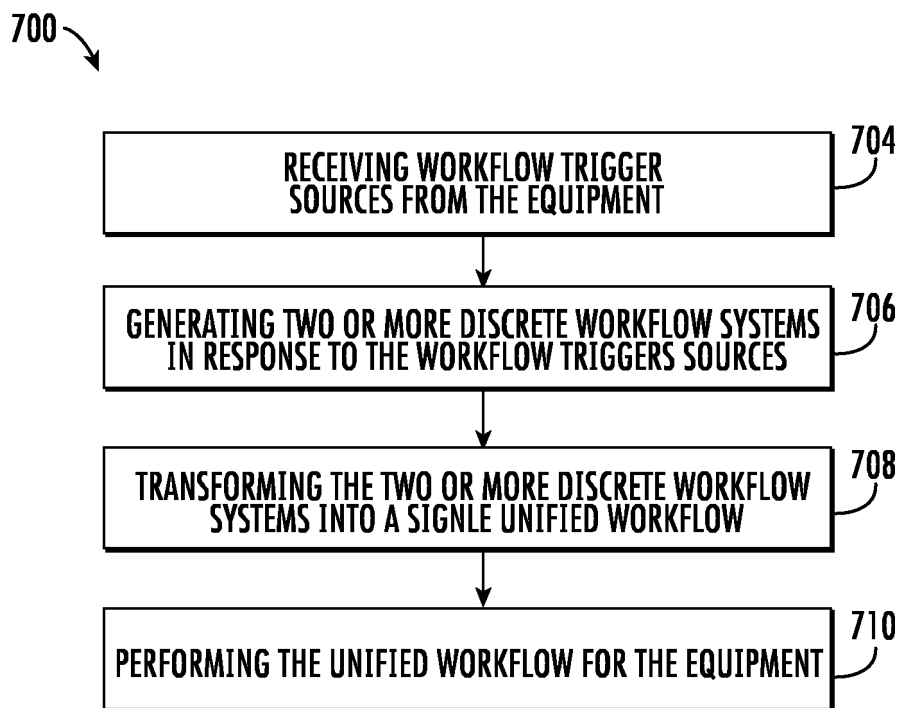 700
704
RECEIVING WORKFLOW TRIGGER
SOURCES FROM THE EQUIPMENT
706
GENERATING TWO OR MORE DISCRETE WORKFLOW SYSTEMS
IN RESPONSE TO THE WORKFLOW TRIGGERS SOURCES
708
TRANSFORMING THE TWO OR MORE DISCRETE WORKFLOW
SYSTEMS INTO A SIGNLE UNIFIED WORKFLOW
710
PERFORMING THE UNIFIED WORKFLOW FOR THE EQUIPMENT